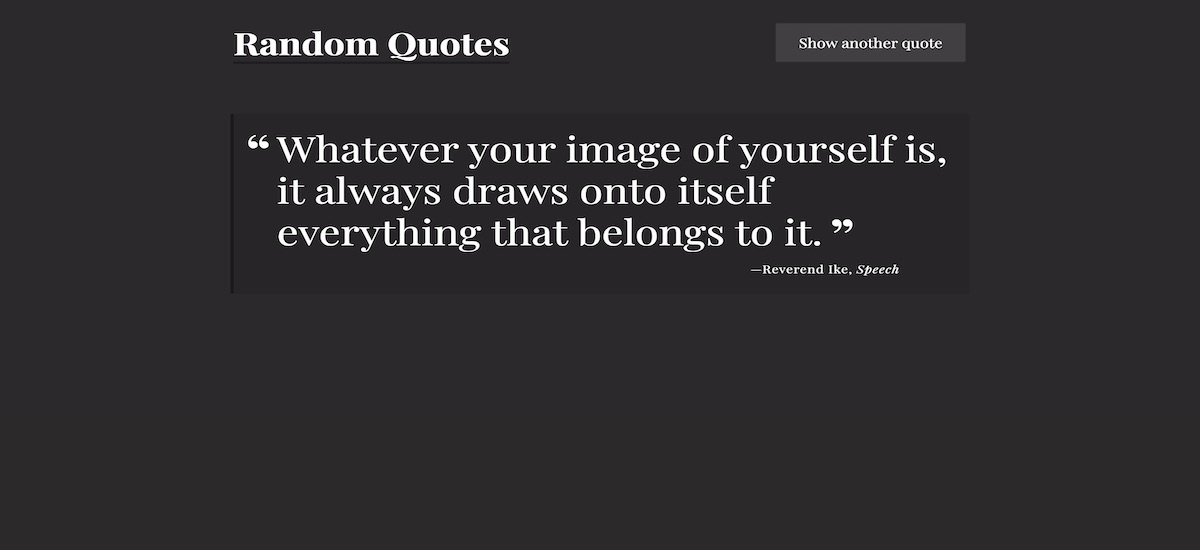 Random Quotes
Show another quote
“Whatever your image of yourself is,
it always draws onto itself
everything that belongs to it.”
—Reverend Ike, Speech